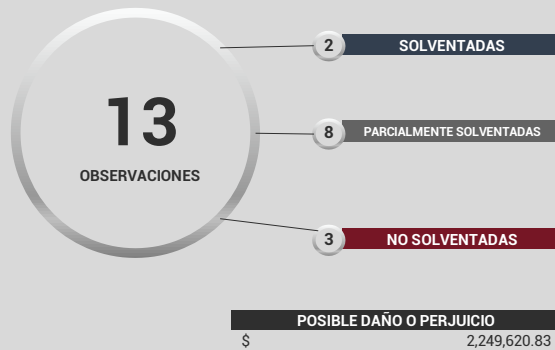 13
OBSERVACIONES
2 SOLVENTADAS
8 PARCIALMENTE SOLVENTADAS
3 NO SOLVENTADAS
POSIBLE DAÑO O PERJUICIO
$ 2,249,620.83